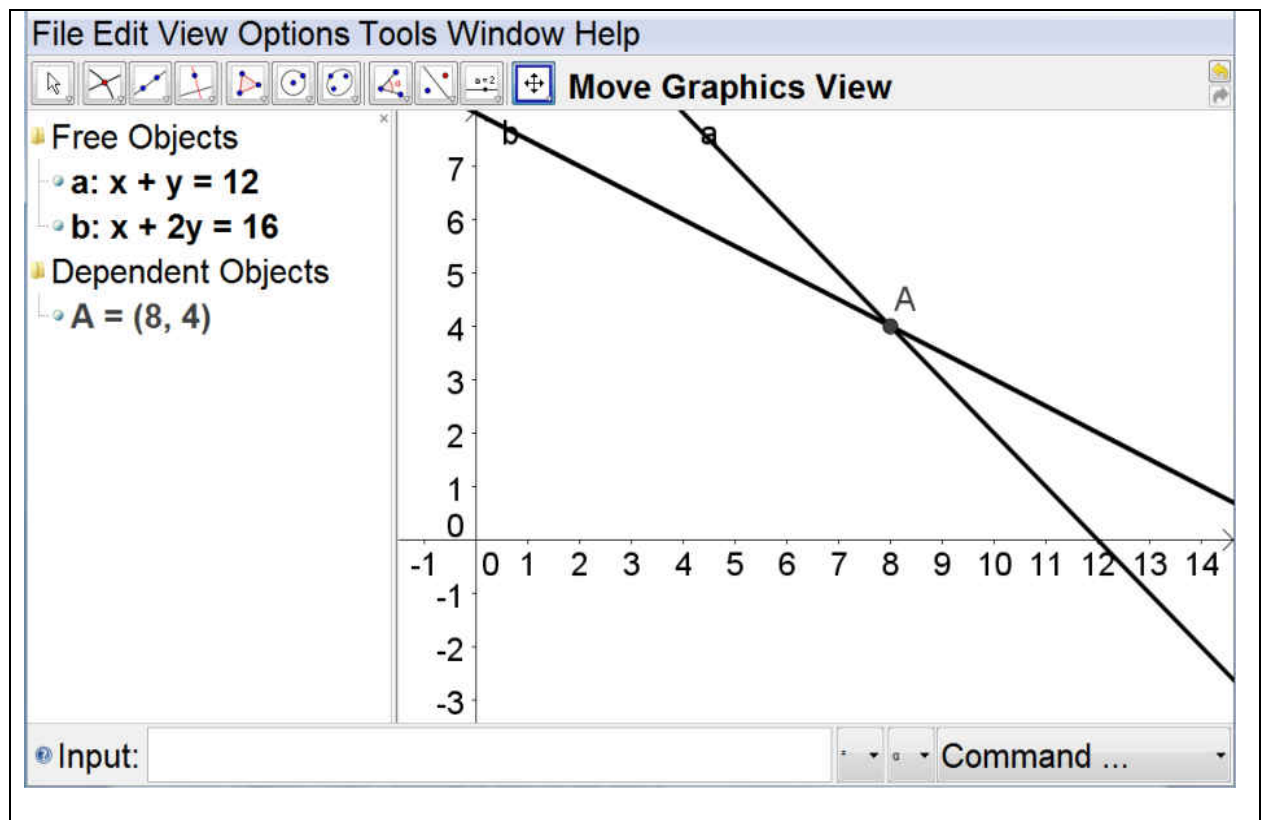 File Edit View Options Tools Window Help
a=2
Move Graphics View
Free Objects
a: x + y = 12
b: x + 2y = 16
Dependent Objects
A = (8, 4)
b
a
A
7
6
5
4
3
2
1
0
-1 0 1 2 3 4 5 6 7 8 9 10 11 12 13 14
-1
-2
-3
Input:
= α Command ...